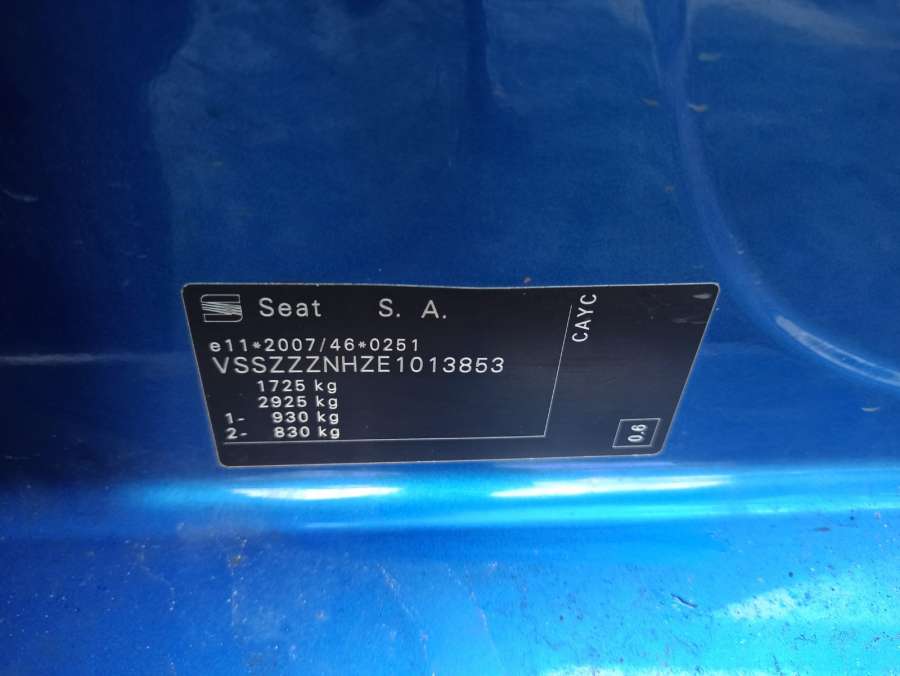 Seat S. A.
e11*2007/46*0251
VSSZZZNHZE1013853
1725 kg
2925 kg
1- 930 kg
2- 830 kg
CAYC
0.6